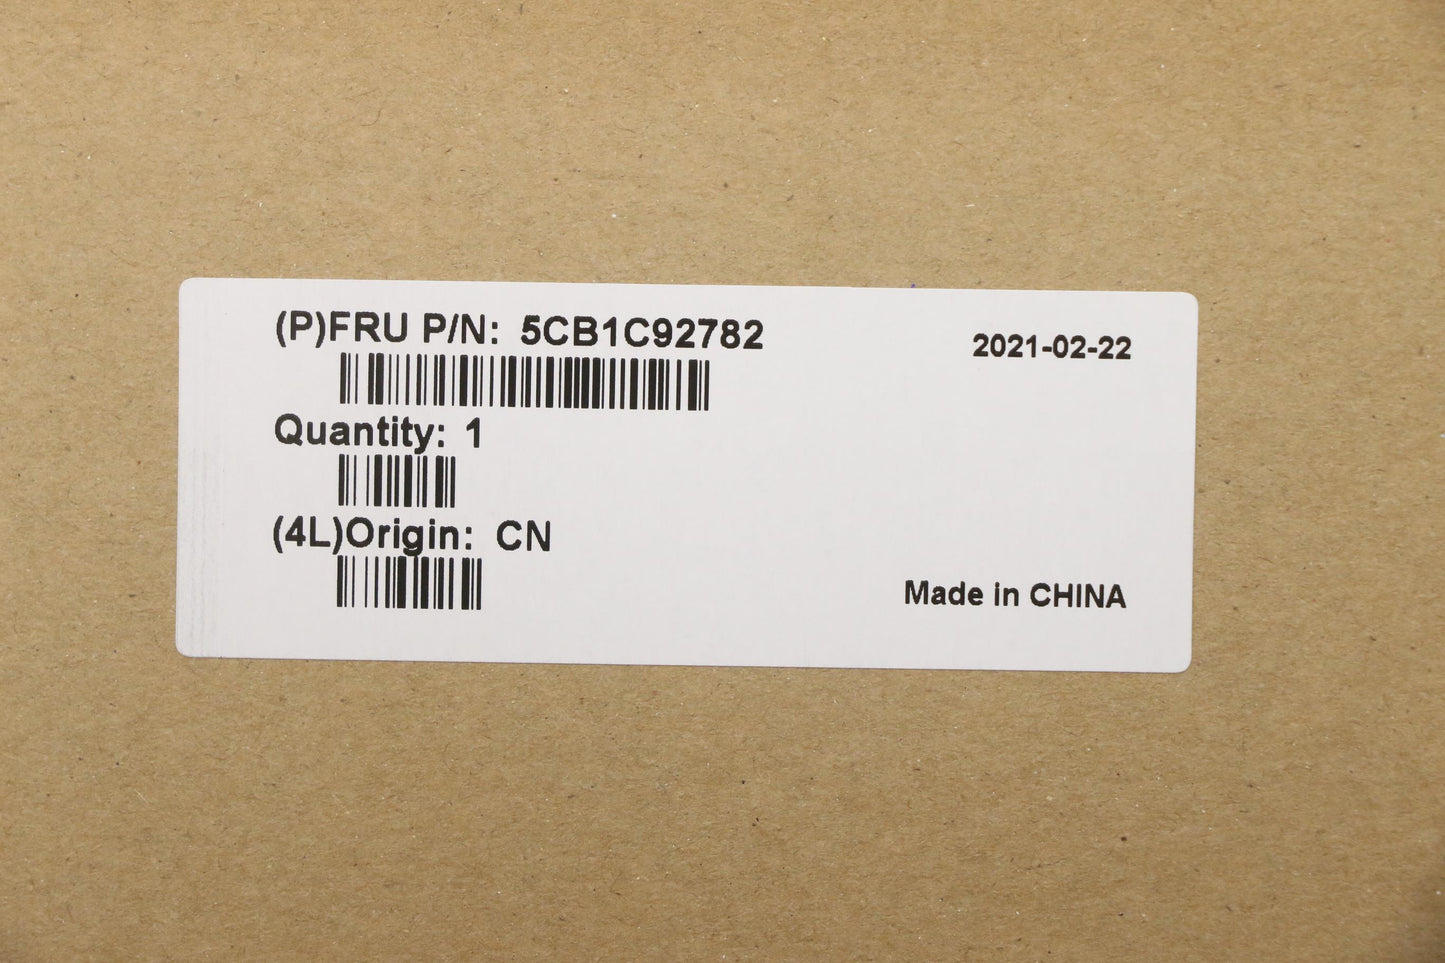 (P)FRU P/N: 5CB1C92782
2021-02-22
Quantity: 1
(4L)Origin: CN
Made in CHINA